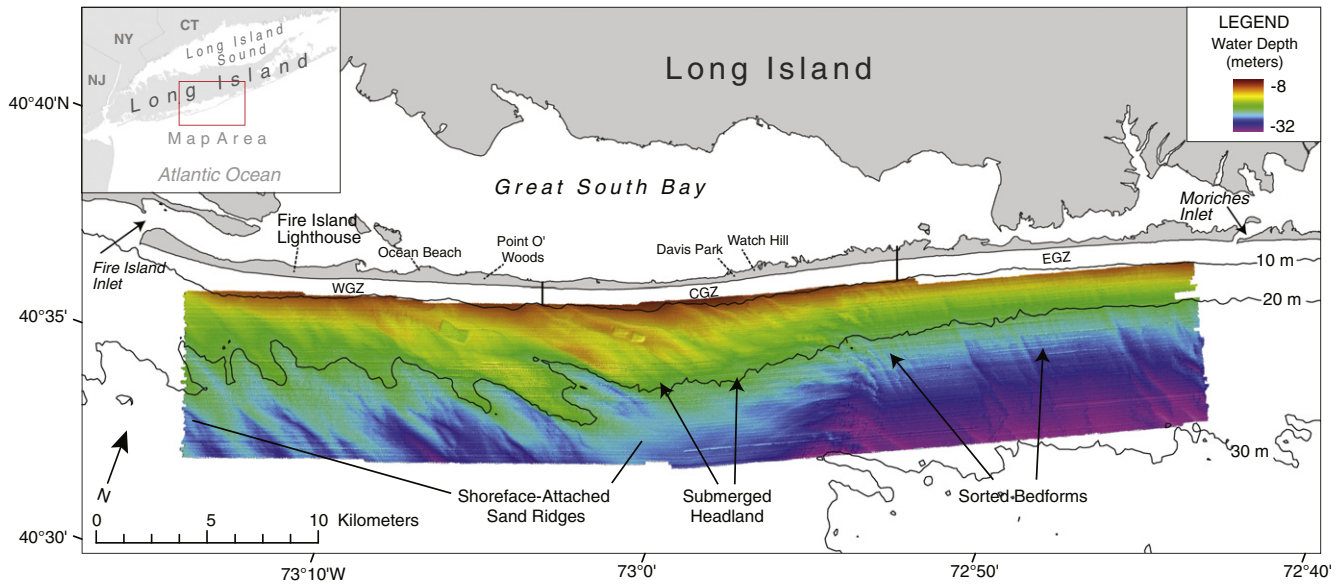 CT
NY
NJ
Long Island
Sound
Long Island
Map Area
Atlantic Ocean
Long Island
LEGEND
Water Depth
(meters)
-8
-32
40°40'N
40°35'
40°30'
Great South Bay
Moriches
Inlet
Fire Island
Inlet
Fire Island
Lighthouse
Ocean Beach
Point O'
Woods
Davis Park
Watch Hill
WGZ
CGZ
EGZ
10 m
20 m
30 m
N
Shoreface-Attached
Sand Ridges
Submerged
Headland
Sorted-Bedforms
0
5
10
Kilometers
73°10'W
73°0'
72°50'
72°40'